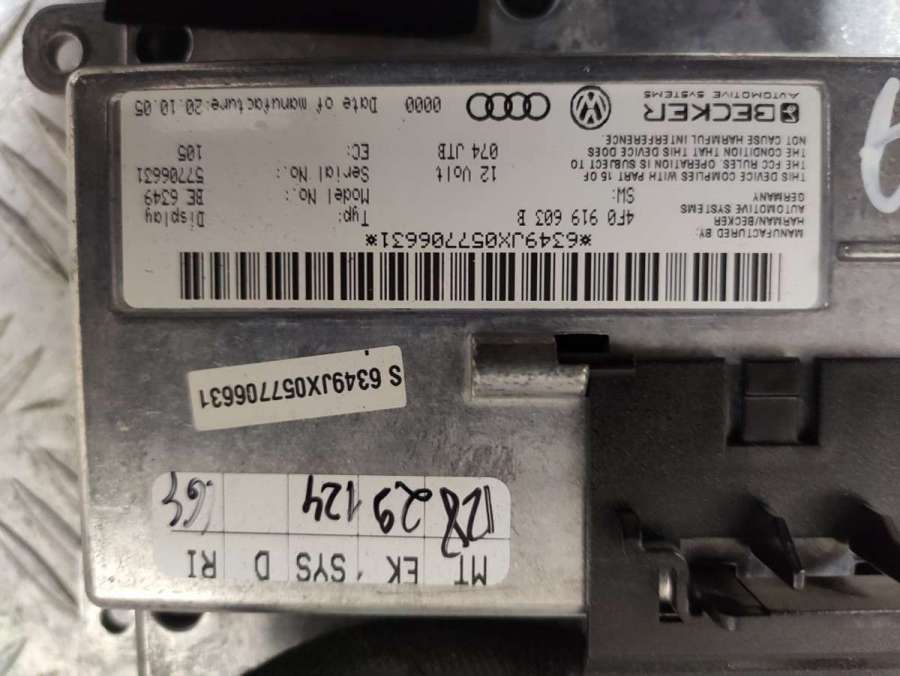 *6349JX057706631*
MANUFACTURED BY:
HARMAN/BECKER
AUTOMOTIVE SYSTEMS
GERMANY
4F0 919 603 B
Typ: Display
SW:
Model No.: BE 6349
12 Volt
Serial No.: 57706631
074 JTB
EC: 105
THIS DEVICE COMPLIES WITH PART 15 OF
THE FCC RULES. OPERATION IS SUBJECT TO
THE CONDITION THAT THIS DEVICE DOES
NOT CAUSE HARMFUL INTERFERENCE.
BECKER
AUTOMOTIVE SYSTEMS
0000
Date of manufacture: 20.10.05
S 6349JX057706631
MT EK SYS D RI
128 29 124